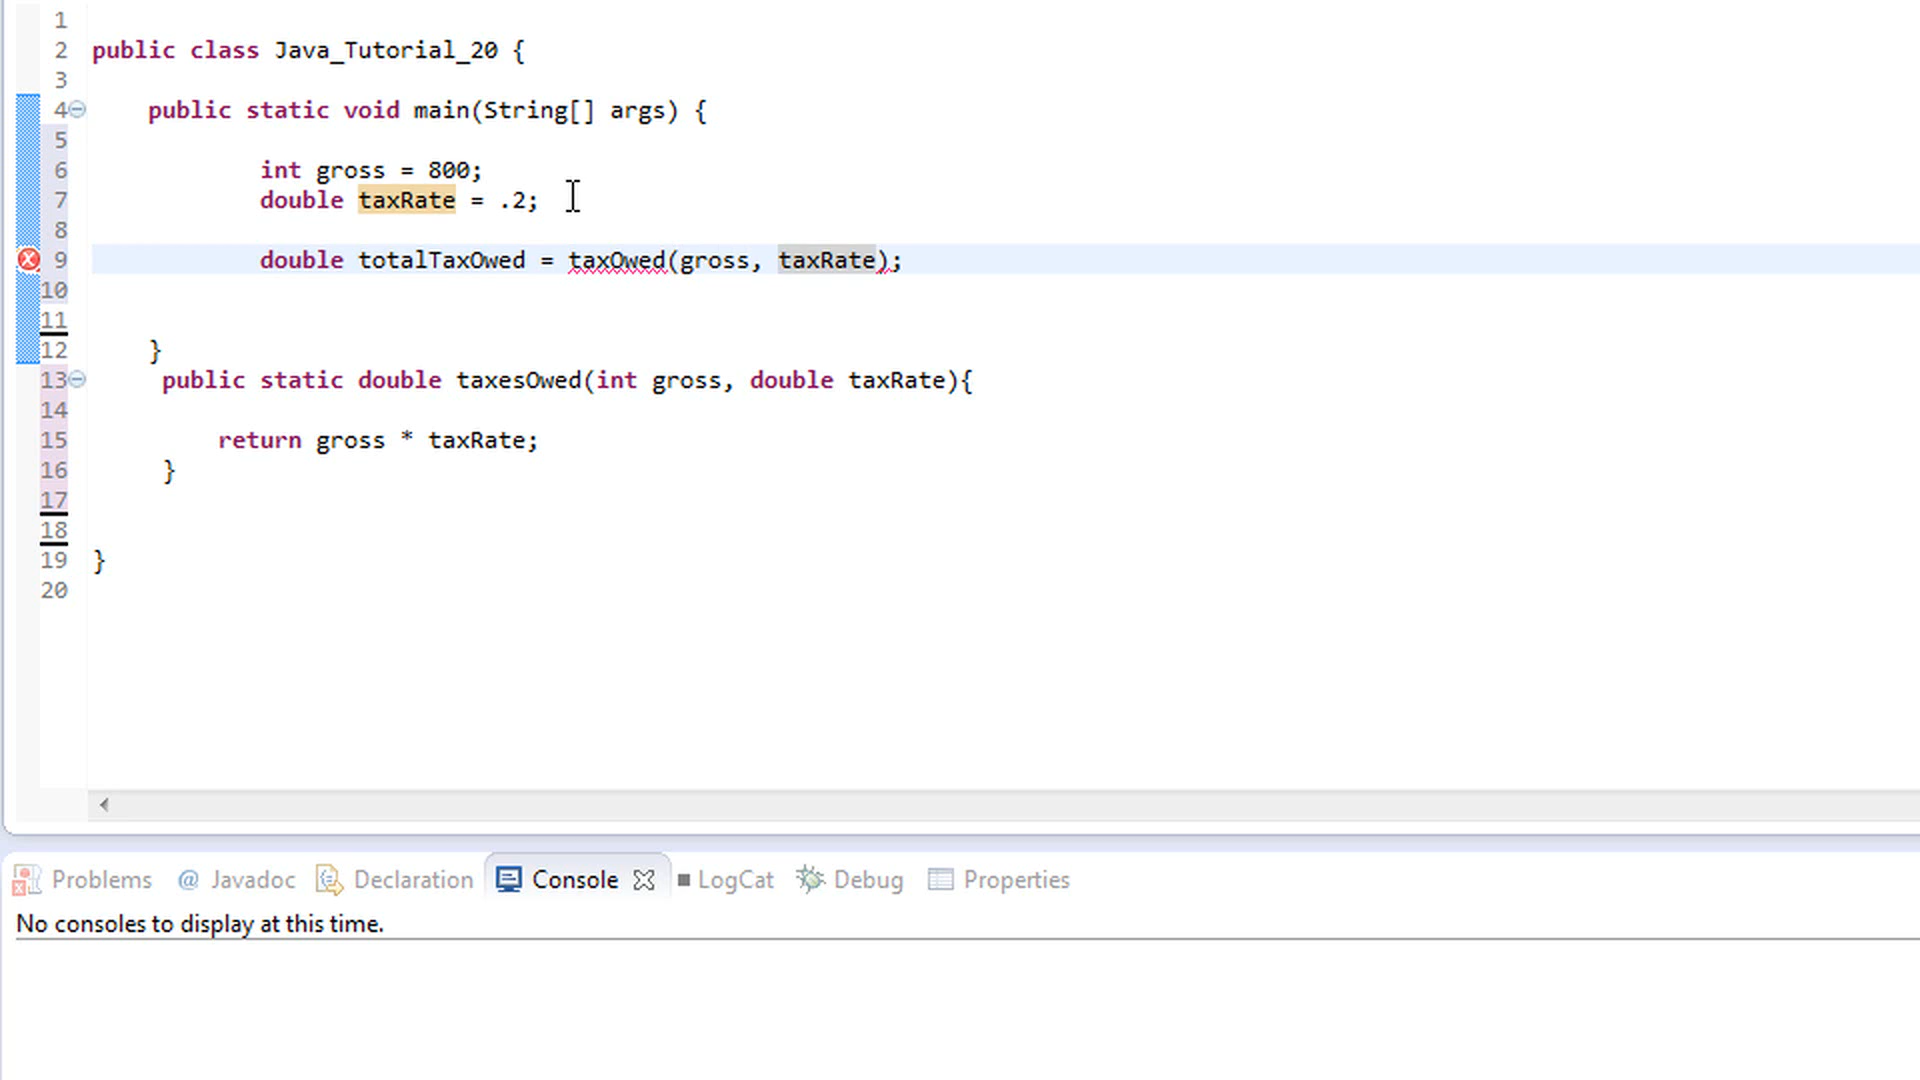 1
2 public class Java_Tutorial_20 {
3
4 public static void main(String[] args) {
5
6 int gross = 800;
7 double taxRate = .2;
8
9 double totalTaxOwed = taxOwed(gross, taxRate);
10
11
12 }
13 public static double taxesOwed(int gross, double taxRate){
14
15 return gross * taxRate;
16 }
17
18
19 }
20
Problems @ Javadoc Declaration Console LogCat Debug Properties
No consoles to display at this time.